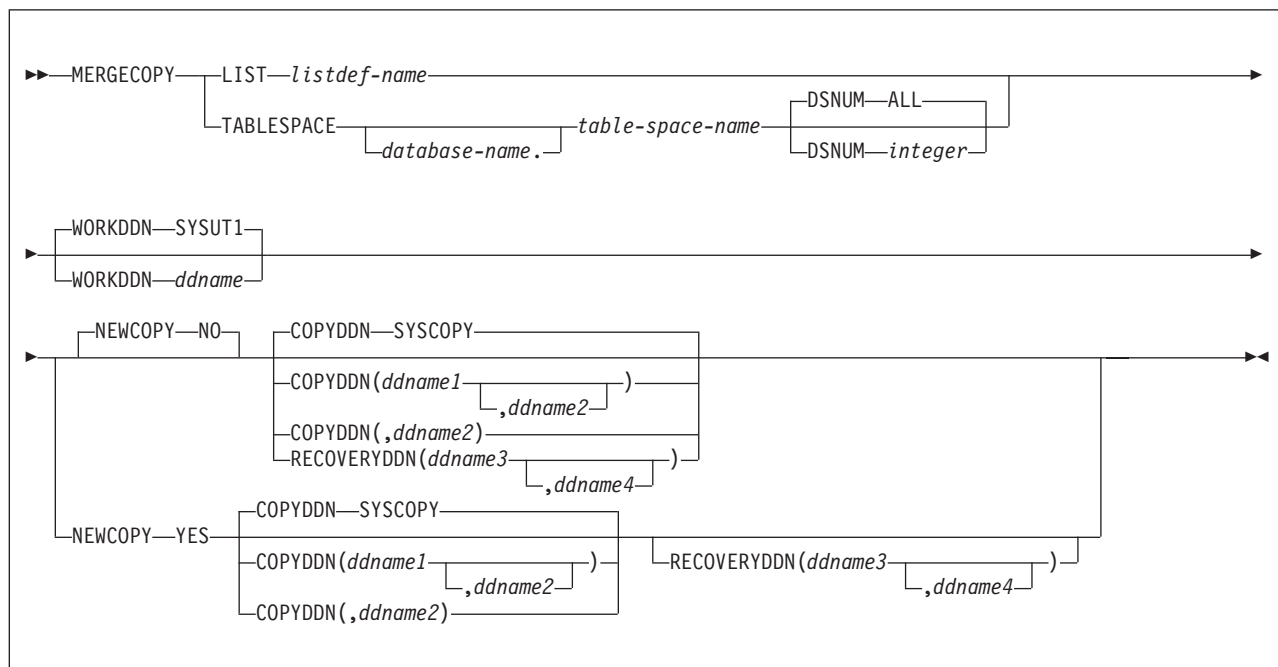 MERGECOPY LIST listdef-name
DSNUM ALL
TABLESPACE table-space-name
database-name. DSNUM integer
WORKDDN SYSUT1
WORKDDN ddname
NEWCOPY NO COPYDDN SYSCOPY
COPYDDN(ddname1 )
,ddname2
COPYDDN(,ddname2)
RECOVERYDDN(ddname3 )
,ddname4
COPYDDN SYSCOPY
NEWCOPY YES
COPYDDN(ddname1 ) RECOVERYDDN(ddname3 )
,ddname2 ,ddname4
COPYDDN(,ddname2)